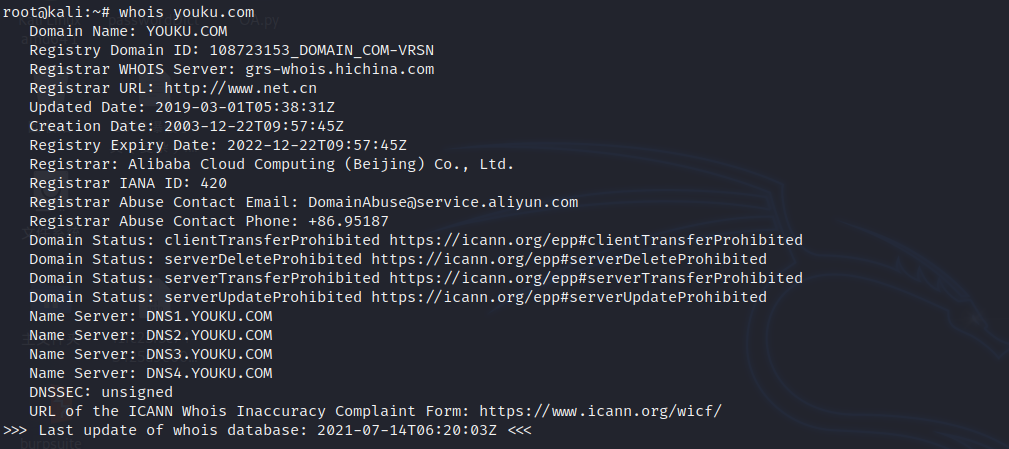 root@kali:~# whois youku.com
Domain Name: YOUKU.COM
Registry Domain ID: 108723153_DOMAIN_COM-VRSN
Registrar WHOIS Server: grs-whois.hichina.com
Registrar URL: http://www.net.cn
Updated Date: 2019-03-01T05:38:31Z
Creation Date: 2003-12-22T09:57:45Z
Registry Expiry Date: 2022-12-22T09:57:45Z
Registrar: Alibaba Cloud Computing (Beijing) Co., Ltd.
Registrar IANA ID: 420
Registrar Abuse Contact Email: DomainAbuse@service.aliyun.com
Registrar Abuse Contact Phone: +86.95187
Domain Status: clientTransferProhibited https://icann.org/epp#clientTransferProhibited
Domain Status: serverDeleteProhibited https://icann.org/epp#serverDeleteProhibited
Domain Status: serverTransferProhibited https://icann.org/epp#serverTransferProhibited
Domain Status: serverUpdateProhibited https://icann.org/epp#serverUpdateProhibited
Name Server: DNS1.YOUKU.COM
Name Server: DNS2.YOUKU.COM
Name Server: DNS3.YOUKU.COM
Name Server: DNS4.YOUKU.COM
DNSSEC: unsigned
URL of the ICANN Whois Inaccuracy Complaint Form: https://www.icann.org/wicf/
>>> Last update of whois database: 2021-07-14T06:20:03Z <<<
burpsuite